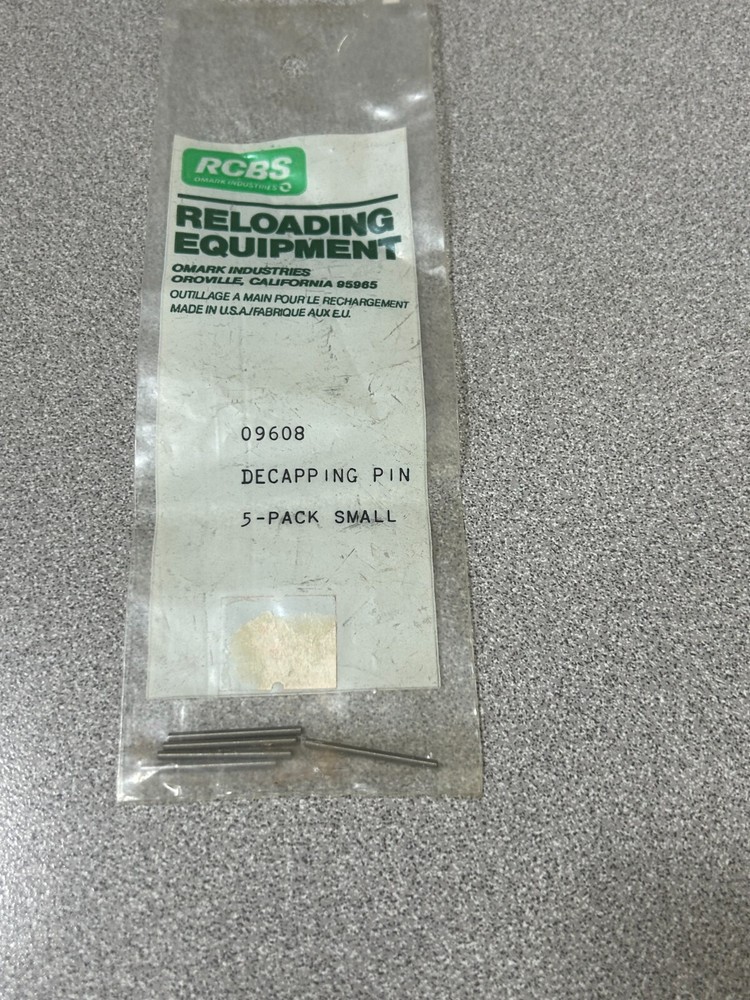 RCBS
OMARK INDUSTRIES
RELOADING
EQUIPMENT
OMARK INDUSTRIES
OROVILLE, CALIFORNIA 95965
OUTILLAGE A MAIN POUR LE RECHARGEMENT
MADE IN U.S.A./FABRIQUE AUX E.U.
09608
DECAPPING PIN
5-PACK SMALL